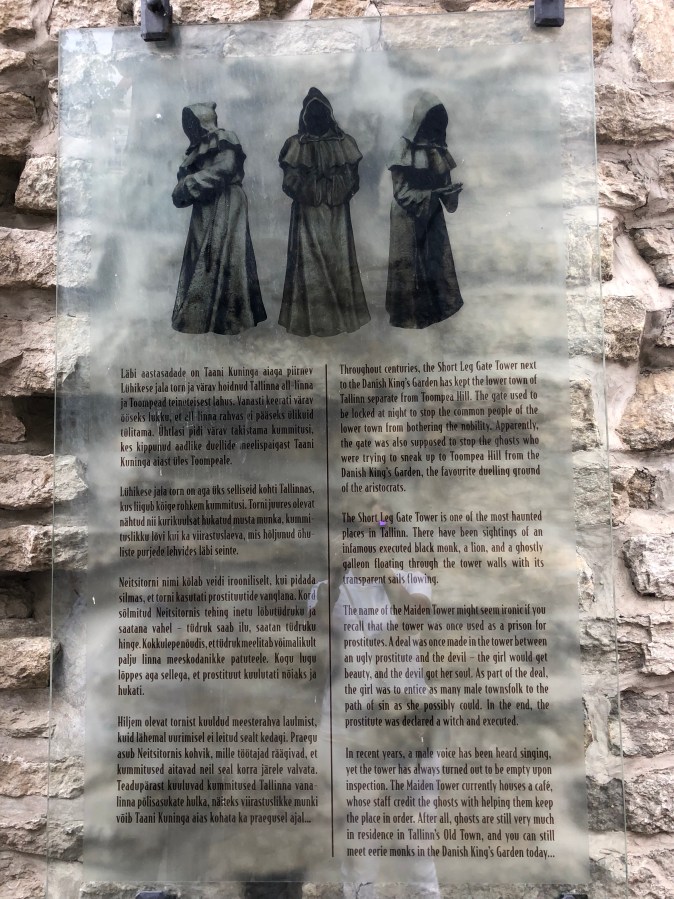 Läbi aastasadade on Taani Kuninga aiaga piirnev
Lühikese jala torn ja värav hoidnud Tallinna all-linna
ja Toompead teineteisest lahus. Vanasti keerati värav
ööseks lukku, et all-linna rahvas ei pääseks ülikuid
tülitama. Ühtlasi pidi värav takistama kummitusi,
kes kippunud aadlike duellide meelispaigast Taani
Kuninga aiast üles Toompeale.
Lühikese jala torn on aga üks selliseid kohti Tallinnas,
kus liigub kõige rohkem kummitusi. Torni juures olevat
nähtud nii kurikuulsat hukatud musta munka, kummi-
tuslikku lõvi kui ka viirastuslaeva, mis hõljunud õhu-
liste purjede lehvides läbi seinte.
Neitsitorni nimi kõlab veidi irooniliselt, kui pidada
silmas, et torni kasutati prostituutide vanglana. Kord
sõlmitud Neitsitornis tehing inetu lõbutüdruku ja
saatana vahel – tüdruk saab ilu, saatan tüdruku
hinge. Kokkulepe nõudis, et tüdruk meelitab võimalikult
palju linna meeskodanikke patuteele. Kogu lugu
lõppes aga sellega, et prostituut kuulutati nõiaks ja
hukati.
Hiljem olevat tornist kuuldud meesterahva laulmist,
kuid lähemal uurimisel ei leitud sealt kedagi. Praegu
asub Neitsitornis kohvik, mille töötajad räägivad, et
kummitused aitavad neil seal korra järele valvata.
Teadupärast kuuluvad kummitused Tallinna vana-
linna põlisasukate hulka, näiteks viirastuslikke munki
võib Taani Kuninga aias kohata ka praegusel ajal...
Throughout centuries, the Short Leg Gate Tower next
to the Danish King's Garden has kept the lower town of
Tallinn separate from Toompea Hill. The gate used to
be locked at night to stop the common people of the
lower town from bothering the nobility. Apparently,
the gate was also supposed to stop the ghosts who
were trying to sneak up to Toompea Hill from the
Danish King's Garden, the favourite duelling ground
of the aristocrats.
The Short Leg Gate Tower is one of the most haunted
places in Tallinn. There have been sightings of an
infamous executed black monk, a lion, and a ghostly
galleon floating through the tower walls with its
transparent sails flowing.
The name of the Maiden Tower might seem ironic if you
recall that the tower was once used as a prison for
prostitutes. A deal was once made in the tower between
an ugly prostitute and the devil – the girl would get
beauty, and the devil got her soul. As part of the deal,
the girl was to entice as many male townsfolk to the
path of sin as she possibly could. In the end, the
prostitute was declared a witch and executed.
In recent years, a male voice has been heard singing,
yet the tower has always turned out to be empty upon
inspection. The Maiden Tower currently houses a café,
whose staff credit the ghosts with helping them keep
the place in order. After all, ghosts are still very much
in residence in Tallinn's Old Town, and you can still
meet eerie monks in the Danish King's Garden today...